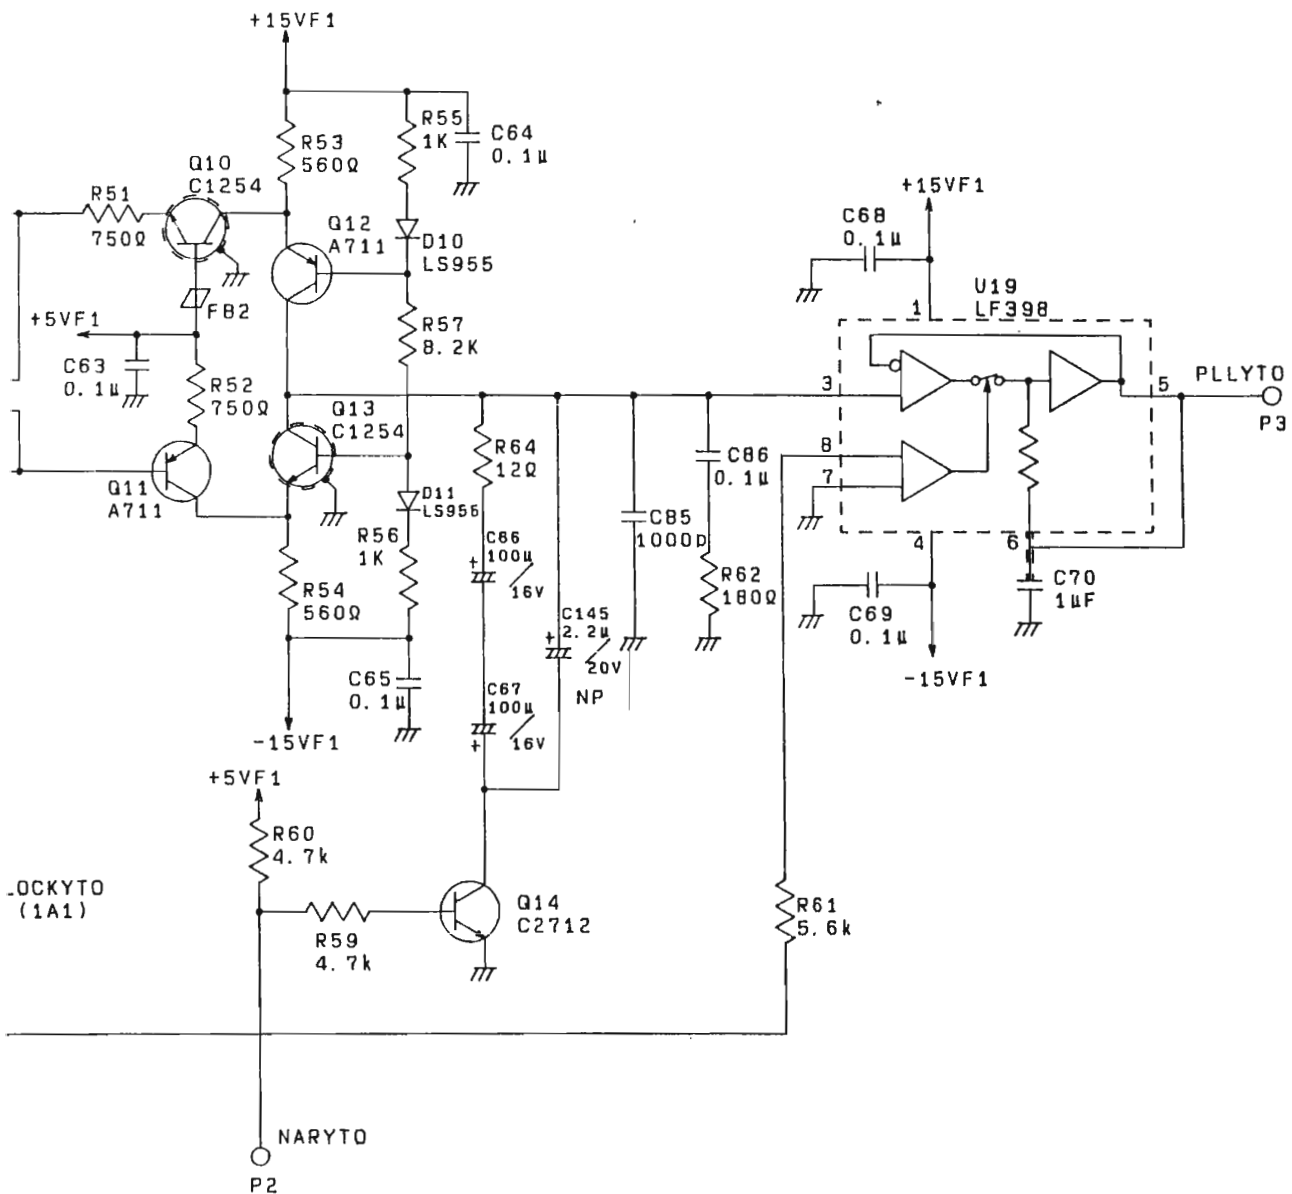 +15VF1
R55
1K
C64
0.1µ
R53
560Ω
Q10
C1254
R51
750Ω
Q12
A711
D10
LS955
+15VF1
C68
0.1µ
U19
LF398
1
FB2
+5VF1
R57
8.2K
C63
0.1µ
R52
750Ω
3
5
PLLYTO
P3
Q13
C1254
R64
12Ω
C86
0.1µ
8
7
Q11
A711
D11
LS955
C85
1000p
R56
1K
C66
100µ
16V
+
4
6
R54
560Ω
R62
180Ω
C70
1µF
C69
0.1µ
C145
2.2µ
20V
+
NP
-15VF1
C65
0.1µ
C67
100µ
16V
+
-15VF1
+5VF1
R60
4.7k
LOCKYTO
(1A1)
Q14
C2712
R61
5.6k
R59
4.7k
NARYTO
P2